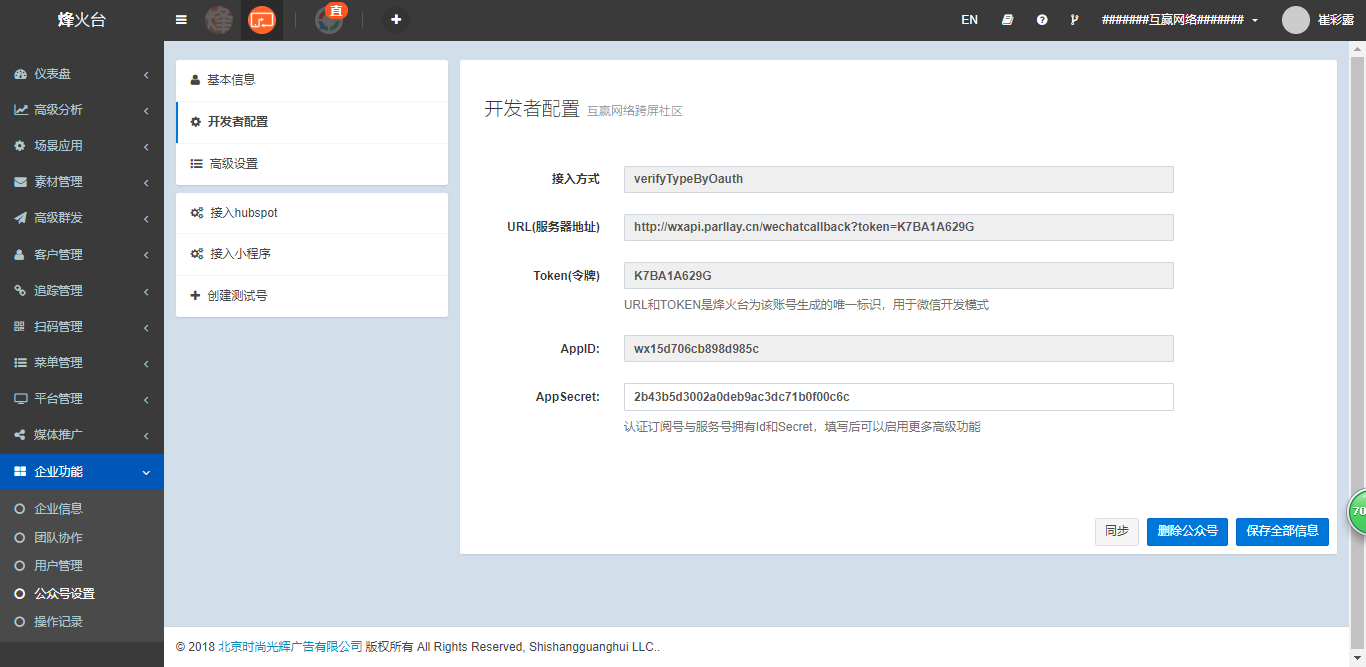 烽火台
烽
直
EN
#######互赢网络#######
崔彩露
仪表盘
高级分析
场景应用
素材管理
高级群发
客户管理
追踪管理
扫码管理
菜单管理
平台管理
媒体推广
企业功能
企业信息
团队协作
用户管理
公众号设置
操作记录
基本信息
开发者配置
高级设置
接入hubspot
接入小程序
创建测试号
开发者配置 互赢网络跨屏社区
接入方式 verifyTypeByOauth
URL(服务器地址) http://wxapi.parllay.cn/wechatcallback?token=K7BA1A629G
Token(令牌) K7BA1A629G
URL和TOKEN是烽火台为该账号生成的唯一标识，用于微信开发模式
AppID: wx15d706cb898d985c
AppSecret: 2b43b5d3002a0deb9ac3dc71b0f00c6c
认证订阅号与服务号拥有Id和Secret，填写后可以启用更多高级功能
同步 删除公众号 保存全部信息
70
© 2018 北京时尚光辉广告有限公司 版权所有 All Rights Reserved, Shishangguanghui LLC..